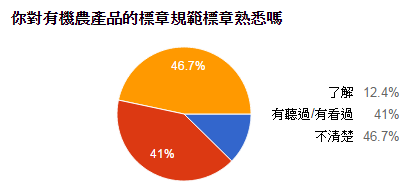 你對有機農產品的標章規範標章熟悉嗎
46.7%
41%
了解 12.4%
有聽過/有看過 41%
不清楚 46.7%